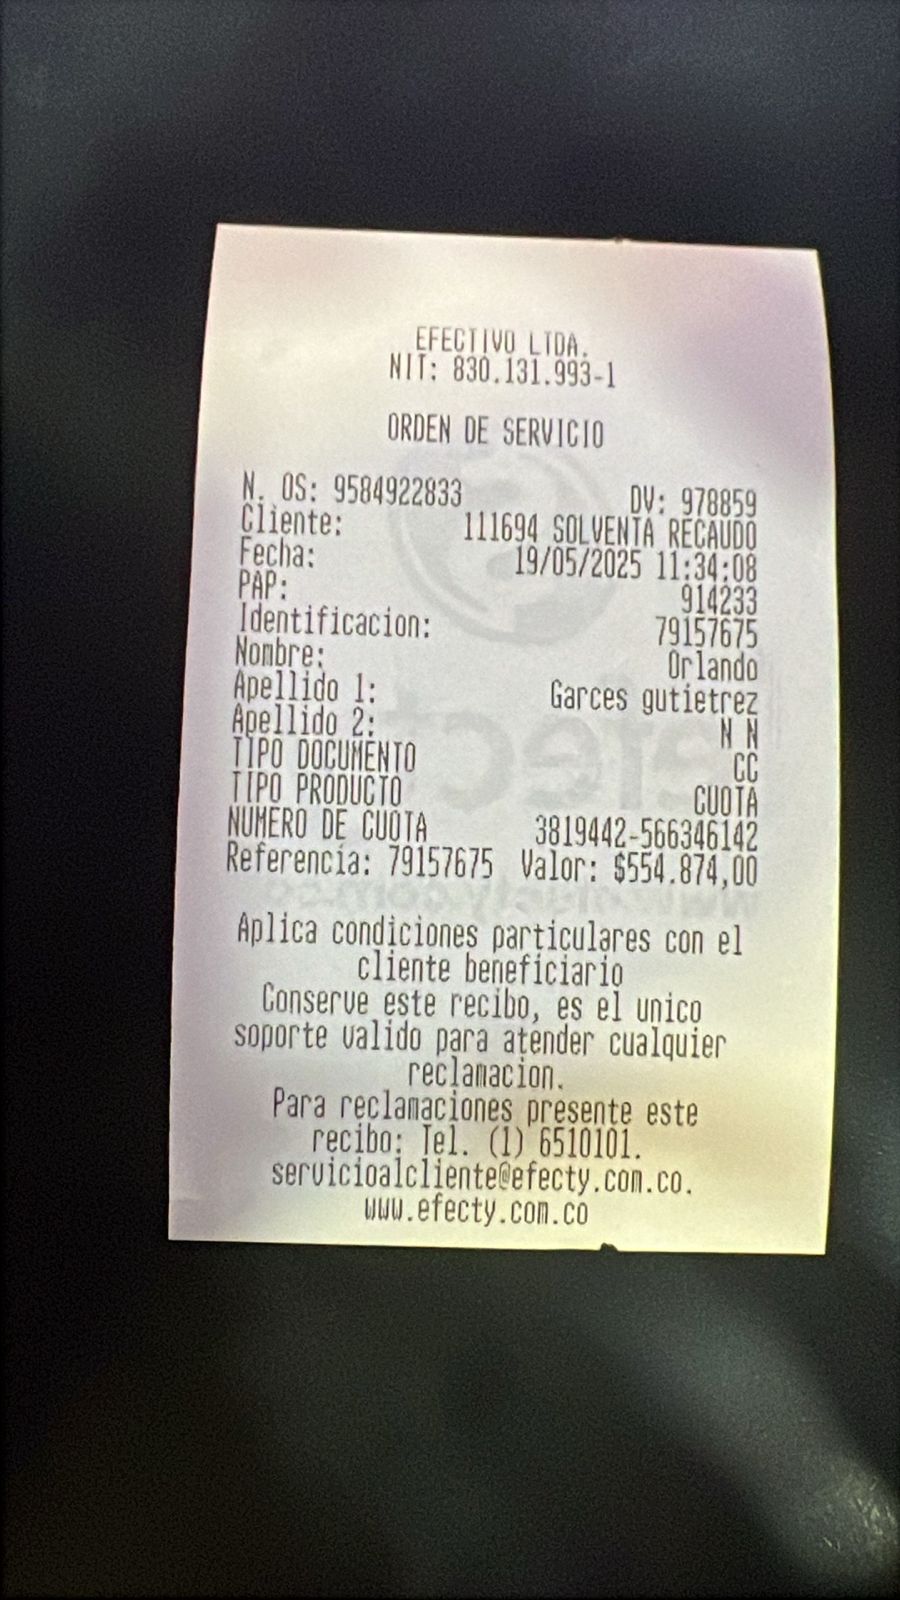 EFECTIVO LTDA.
NIT: 830.131.993-1
ORDEN DE SERVICIO
N. OS: 9584922833 DV: 978859
Cliente: 111694 SOLVENTA RECAUDO
Fecha: 19/05/2025 11:34:08
PAP: 914233
Identificacion: 79157675
Nombre: Orlando
Apellido 1: Garces gutietrez
Apellido 2: N N
TIPO DOCUMENTO CC
TIPO PRODUCTO CUOTA
NUMERO DE CUOTA 3819442-566346142
Referencia: 79157675 Valor: $554.874,00
Aplica condiciones particulares con el
cliente beneficiario
Conserve este recibo, es el unico
soporte valido para atender cualquier
reclamacion.
Para reclamaciones presente este
recibo: Tel. (1) 6510101.
servicioalcliente@efecty.com.co.
www.efecty.com.co